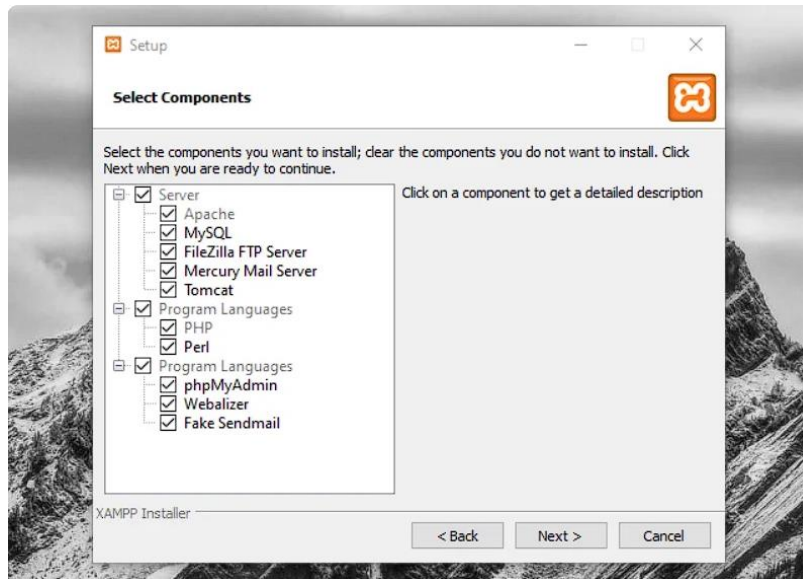 Setup
Select Components
Select the components you want to install; clear the components you do not want to install. Click
Next when you are ready to continue.
Server
Apache
MySQL
FileZilla FTP Server
Mercury Mail Server
Tomcat
Program Languages
PHP
Perl
Program Languages
phpMyAdmin
Webalizer
Fake Sendmail
Click on a component to get a detailed description
XAMPP Installer
< Back
Next >
Cancel